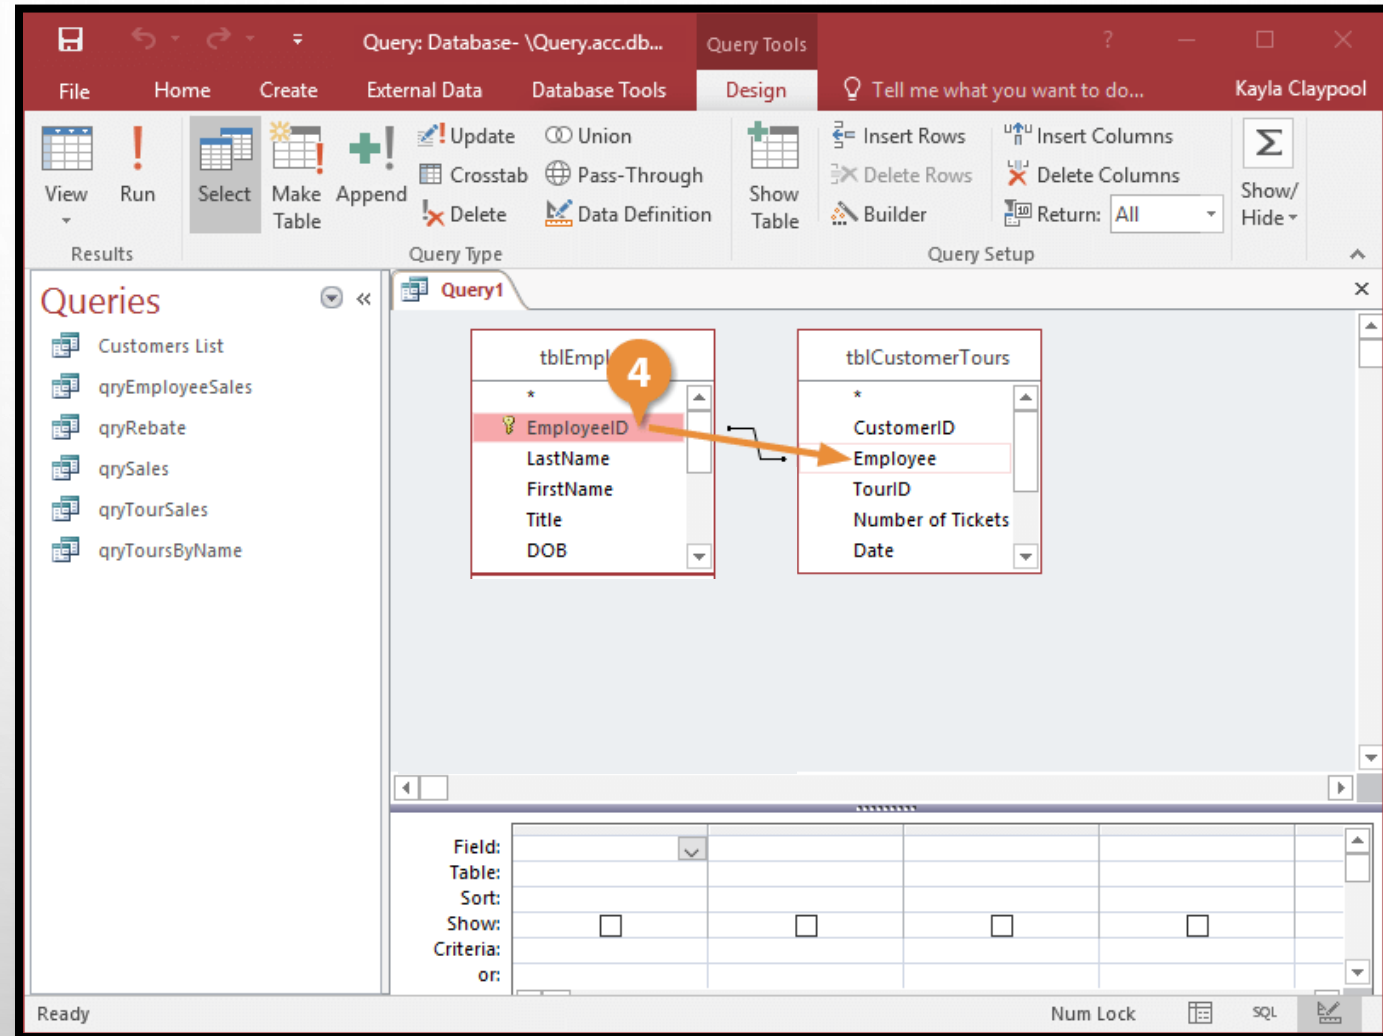 Query: Database- \Query.acc.db...
Query Tools
?
File
Home
Create
External Data
Database Tools
Design
Tell me what you want to do...
Kayla Claypool
View
Run
Select
Make Table
Append
Update
Crosstab
Delete
Union
Pass-Through
Data Definition
Show Table
Insert Rows
Delete Rows
Builder
Insert Columns
Delete Columns
Return: All
Show/ Hide
Results
Query Type
Query Setup
Queries
Customers List
qryEmployeeSales
qryRebate
qrySales
qryTourSales
qryToursByName
Query1
tblEmpl
4
*
EmployeeID
LastName
FirstName
Title
DOB
tblCustomerTours
*
CustomerID
Employee
TourID
Number of Tickets
Date
Field:
Table:
Sort:
Show:
Criteria:
or:
Ready
Num Lock
SQL